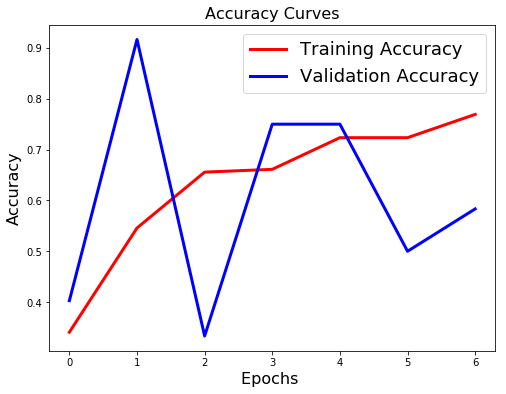 Accuracy Curves
Training Accuracy
Validation Accuracy
0.9
0.8
0.7
0.6
0.5
0.4
Accuracy
0 1 2 3 4 5 6
Epochs